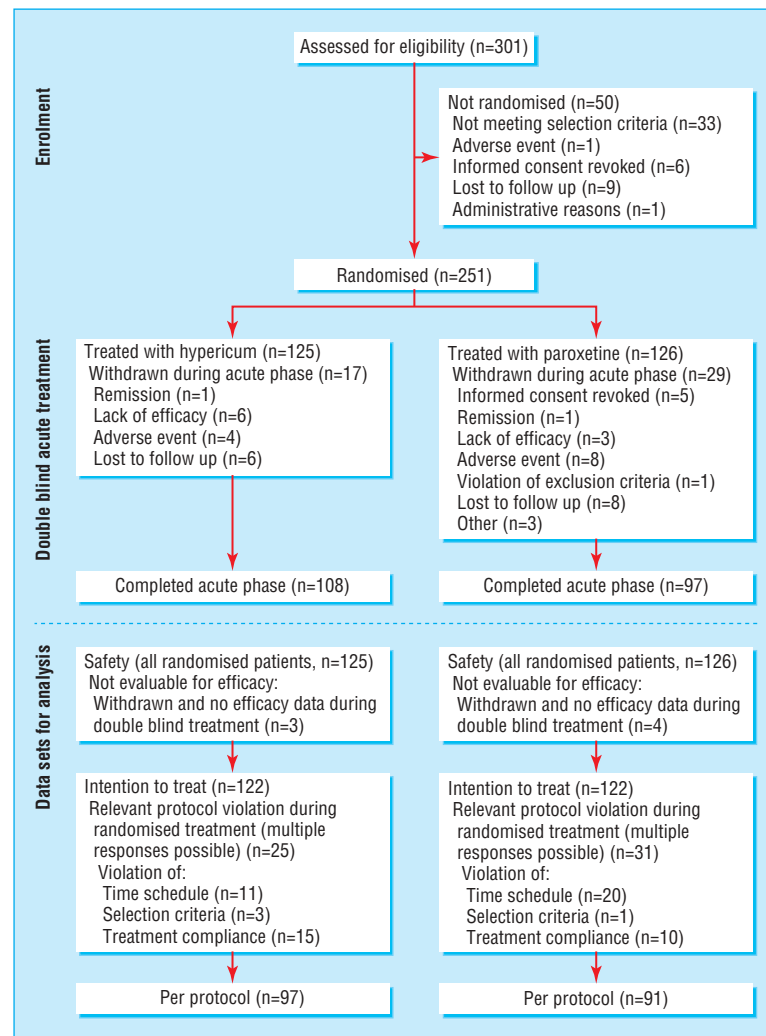 Enrolment
Assessed for eligibility (n=301)
Not randomised (n=50)
Not meeting selection criteria (n=33)
Adverse event (n=1)
Informed consent revoked (n=6)
Lost to follow up (n=9)
Administrative reasons (n=1)
Randomised (n=251)
Double blind acute treatment
Treated with hypericum (n=125)
Withdrawn during acute phase (n=17)
Remission (n=1)
Lack of efficacy (n=6)
Adverse event (n=4)
Lost to follow up (n=6)
Treated with paroxetine (n=126)
Withdrawn during acute phase (n=29)
Informed consent revoked (n=5)
Remission (n=1)
Lack of efficacy (n=3)
Adverse event (n=8)
Violation of exclusion criteria (n=1)
Lost to follow up (n=8)
Other (n=3)
Completed acute phase (n=108)
Completed acute phase (n=97)
Data sets for analysis
Safety (all randomised patients, n=125)
Not evaluable for efficacy:
Withdrawn and no efficacy data during
double blind treatment (n=3)
Safety (all randomised patients, n=126)
Not evaluable for efficacy:
Withdrawn and no efficacy data during
double blind treatment (n=4)
Intention to treat (n=122)
Relevant protocol violation during
randomised treatment (multiple
responses possible) (n=25)
Violation of:
Time schedule (n=11)
Selection criteria (n=3)
Treatment compliance (n=15)
Intention to treat (n=122)
Relevant protocol violation during
randomised treatment (multiple
responses possible) (n=31)
Violation of:
Time schedule (n=20)
Selection criteria (n=1)
Treatment compliance (n=10)
Per protocol (n=97)
Per protocol (n=91)